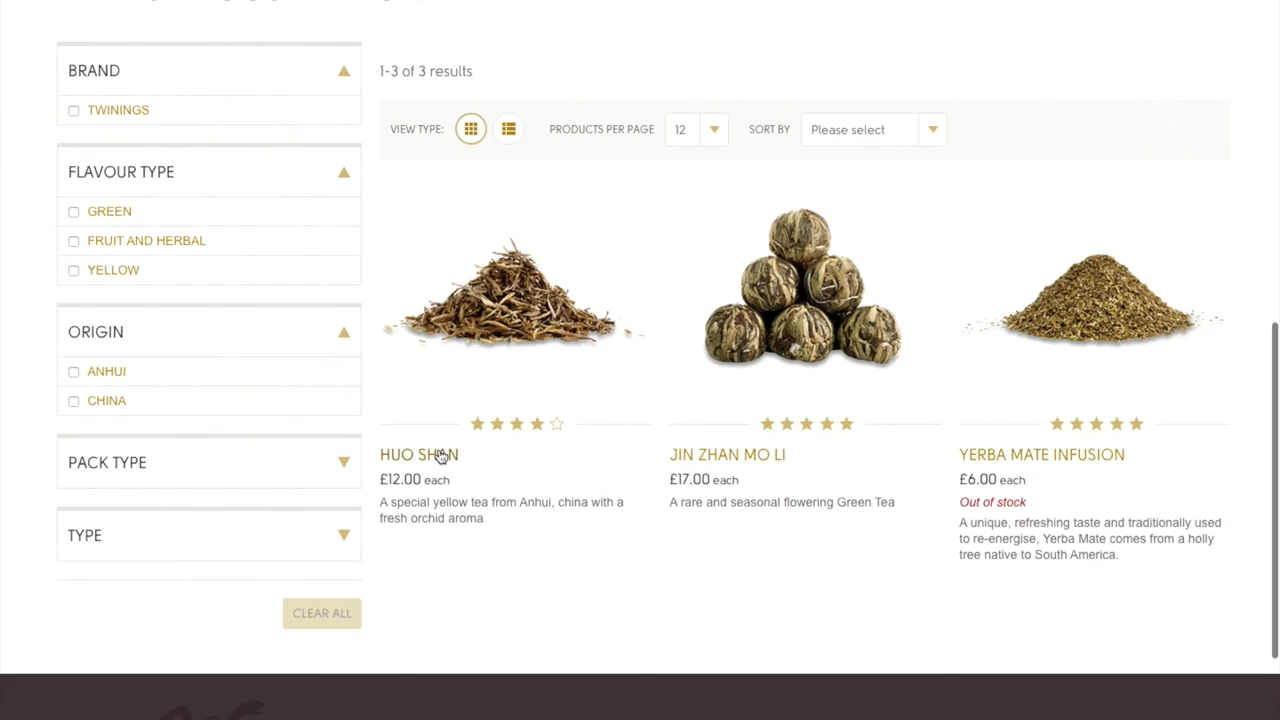 BRAND
TWININGS
FLAVOUR TYPE
GREEN
FRUIT AND HERBAL
YELLOW
ORIGIN
ANHUI
CHINA
PACK TYPE
TYPE
CLEAR ALL
1-3 of 3 results
VIEW TYPE: PRODUCTS PER PAGE 12 SORT BY Please select
HUO SHAN
£12.00 each
A special yellow tea from Anhui, china with a
fresh orchid aroma
JIN ZHAN MO LI
£17.00 each
A rare and seasonal flowering Green Tea
YERBA MATE INFUSION
£6.00 each
Out of stock
A unique, refreshing taste and traditionally used
to re-energise, Yerba Mate comes from a holly
tree native to South America.